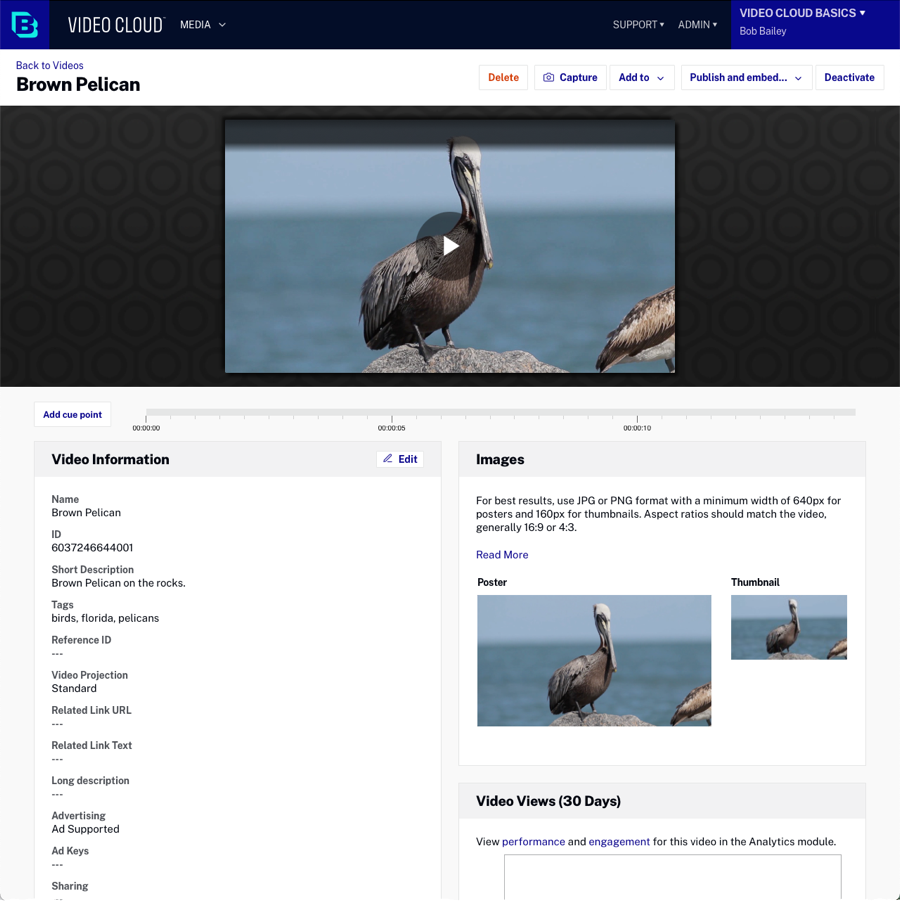 VIDEO CLOUD MEDIA SUPPORT ADMIN VIDEO CLOUD BASICS
Bob Bailey
Back to Videos
Brown Pelican
Delete Capture Add to Publish and embed... Deactivate
Add cue point
00:00:00 00:00:05 00:00:10
Video Information Edit
Name
Brown Pelican
ID
6037246644001
Short Description
Brown Pelican on the rocks.
Tags
birds, florida, pelicans
Reference ID
---
Video Projection
Standard
Related Link URL
---
Related Link Text
---
Long description
---
Advertising
Ad Supported
Ad Keys
---
Sharing
---
Images
For best results, use JPG or PNG format with a minimum width of 640px for
posters and 160px for thumbnails. Aspect ratios should match the video,
generally 16:9 or 4:3.
Read More
Poster Thumbnail
Video Views (30 Days)
View performance and engagement for this video in the Analytics module.